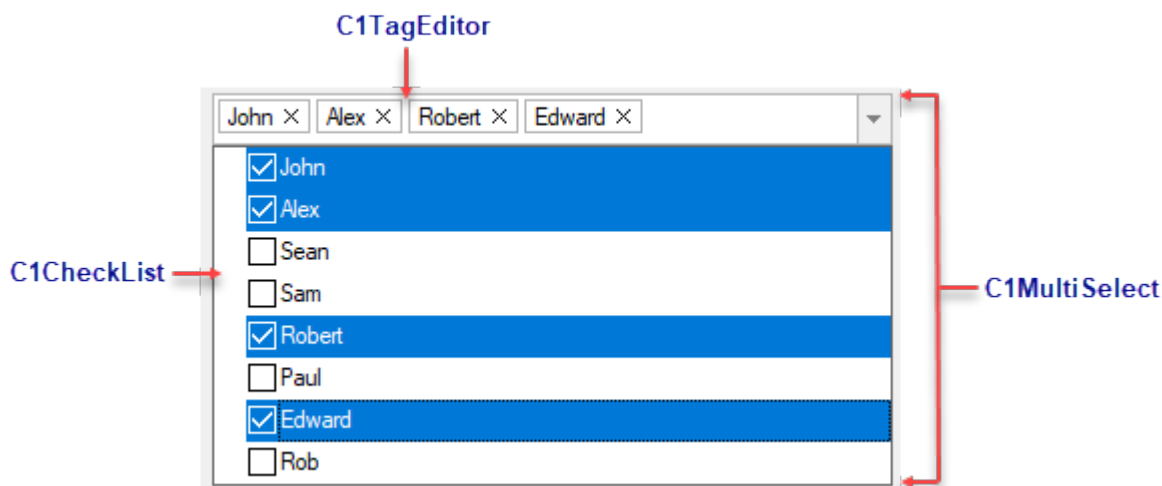 C1TagEditor
John × Alex × Robert × Edward ×
John
Alex
Sean
C1CheckList
Sam
C1MultiSelect
Robert
Paul
Edward
Rob